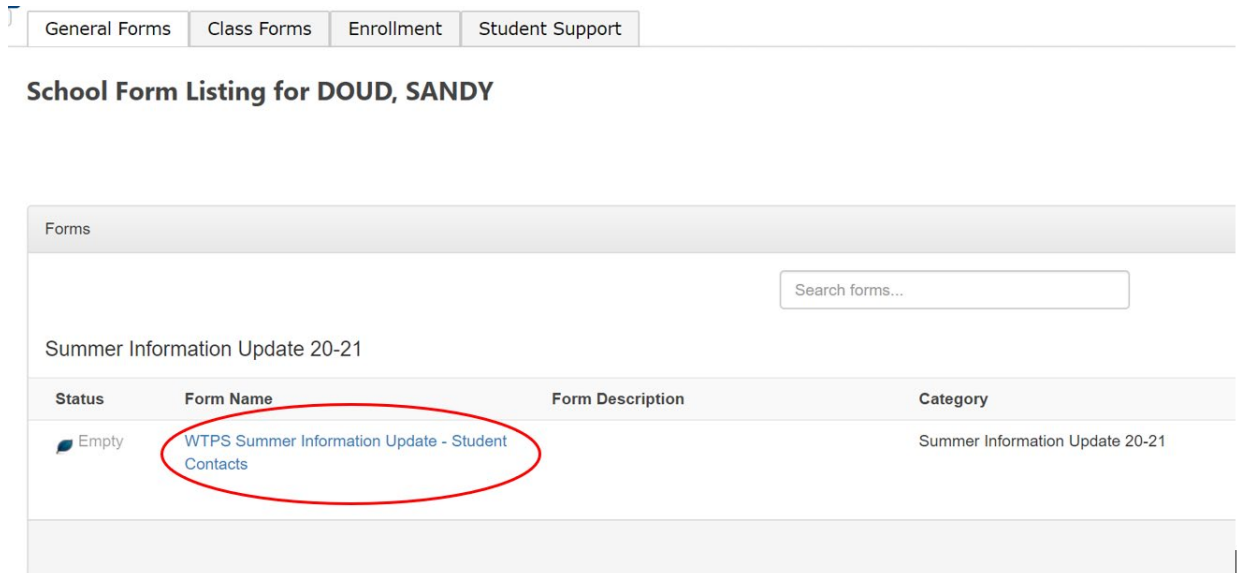 General Forms Class Forms Enrollment Student Support
School Form Listing for DOUD, SANDY
Forms
Search forms...
Summer Information Update 20-21
Status Form Name Form Description Category
Empty WTPS Summer Information Update - Student Summer Information Update 20-21
Contacts